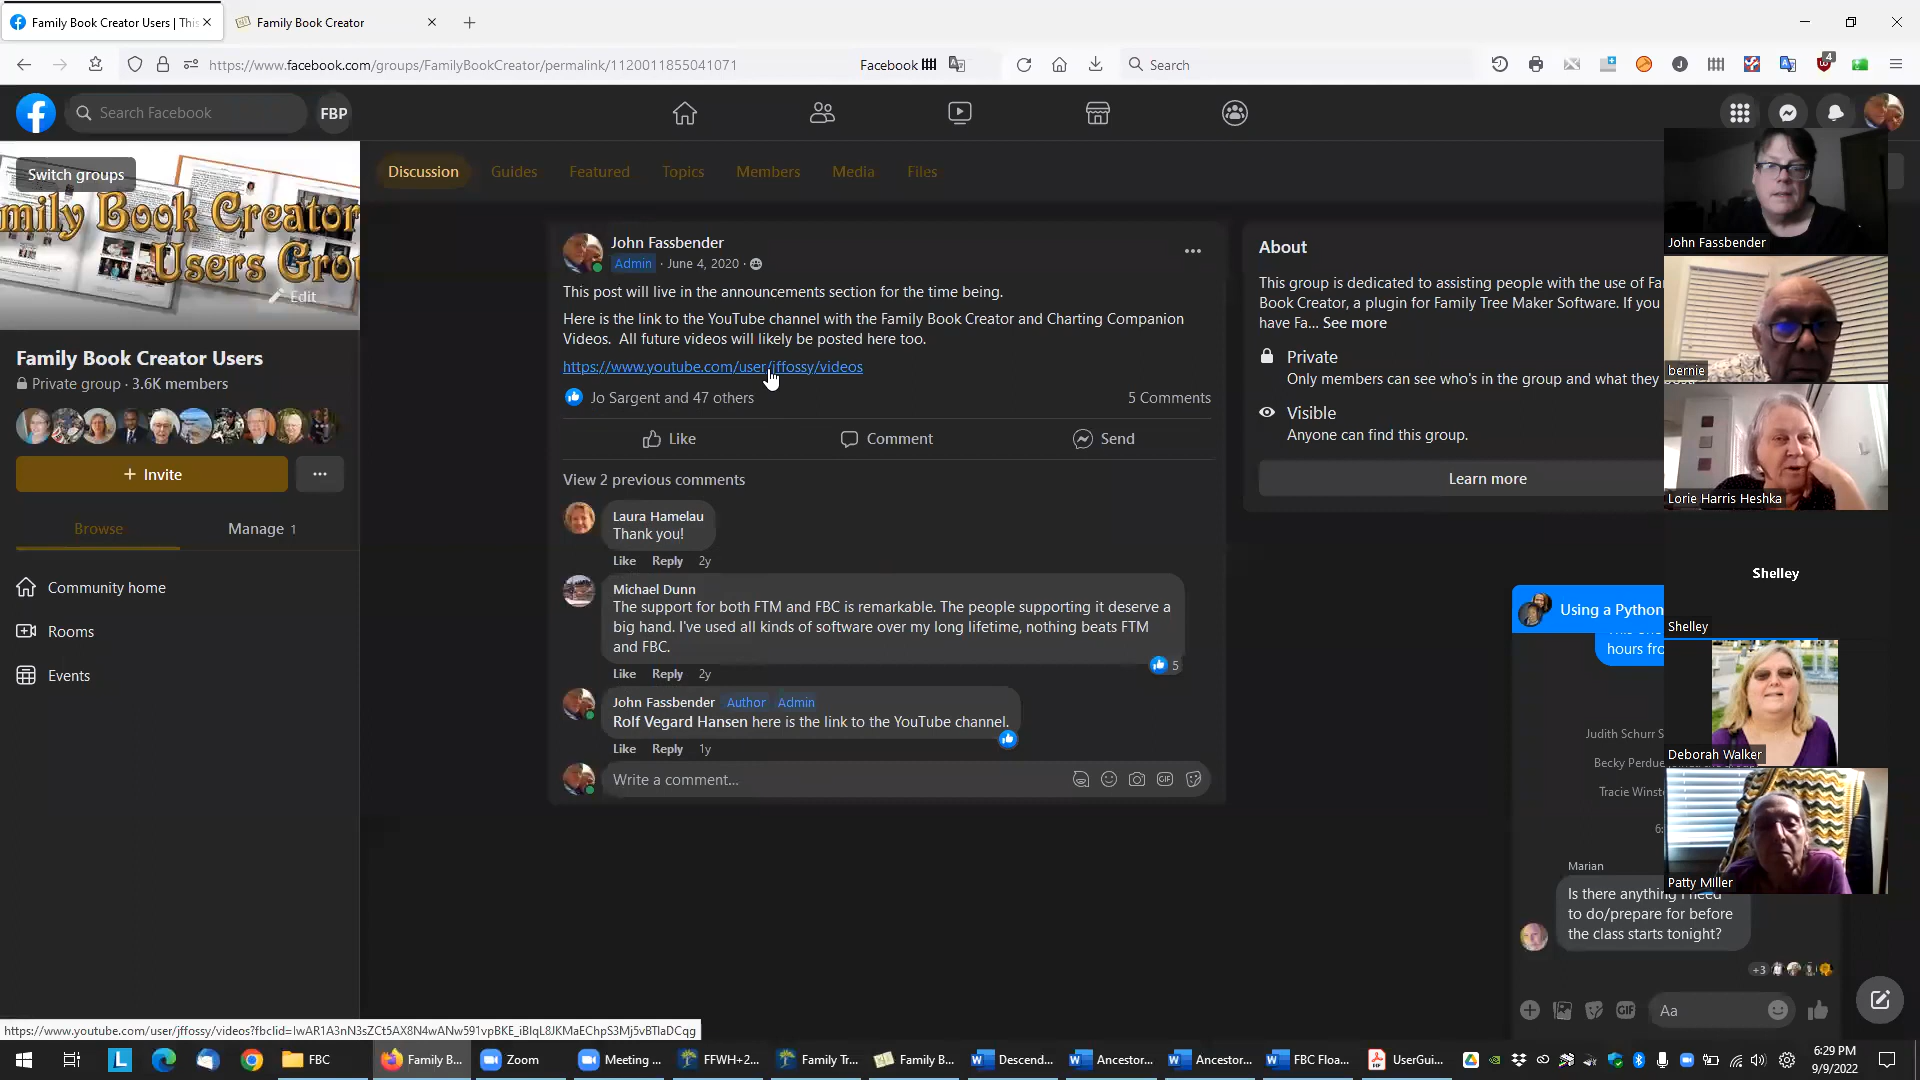 Family Book Creator Users | This
Family Book Creator
https://www.facebook.com/groups/FamilyBookCreator/permalink/1120011855041071
Facebook
Search
4
Search Facebook
FBP
Switch groups
mily Book Creator
Users Gro
Edit
Family Book Creator Users
Private group · 3.6K members
+ Invite
Browse
Manage 1
Community home
Rooms
Events
Discussion
Guides
Featured
Topics
Members
Media
Files
John Fassbender
Admin · June 4, 2020 ·
This post will live in the announcements section for the time being.
Here is the link to the YouTube channel with the Family Book Creator and Charting Companion
Videos. All future videos will likely be posted here too.
https://www.youtube.com/user/jffossy/videos
Jo Sargent and 47 others
5 Comments
Like
Comment
Send
View 2 previous comments
Laura Hamelau
Thank you!
Like Reply 2y
Michael Dunn
The support for both FTM and FBC is remarkable. The people supporting it deserve a
big hand. I've used all kinds of software over my long lifetime, nothing beats FTM
and FBC.
5
Like Reply 2y
John Fassbender Author Admin
Rolf Vegard Hansen here is the link to the YouTube channel.
Like Reply 1y
Write a comment...
GIF
About
This group is dedicated to assisting people with the use of Fa
Book Creator, a plugin for Family Tree Maker Software. If you
have Fa... See more
Private
Only members can see who's in the group and what they
Visible
Anyone can find this group.
Learn more
John Fassbender
bernie
Lorie Harris Heshka
Shelley
Shelley
Deborah Walker
Patty Miller
Using a Python
hours fro
Judith Schurr S
Becky Perdue
Tracie Winst
6:
Marian
Is there anything I need
to do/prepare for before
the class starts tonight?
+3
GIF
Aa
Family B...
FBC
Zoom
Meeting ...
FFWH+2...
Family Tr...
Family B...
Descend...
Ancestor...
Ancestor...
FBC Floa...
UserGui...
6:29 PM
9/9/2022